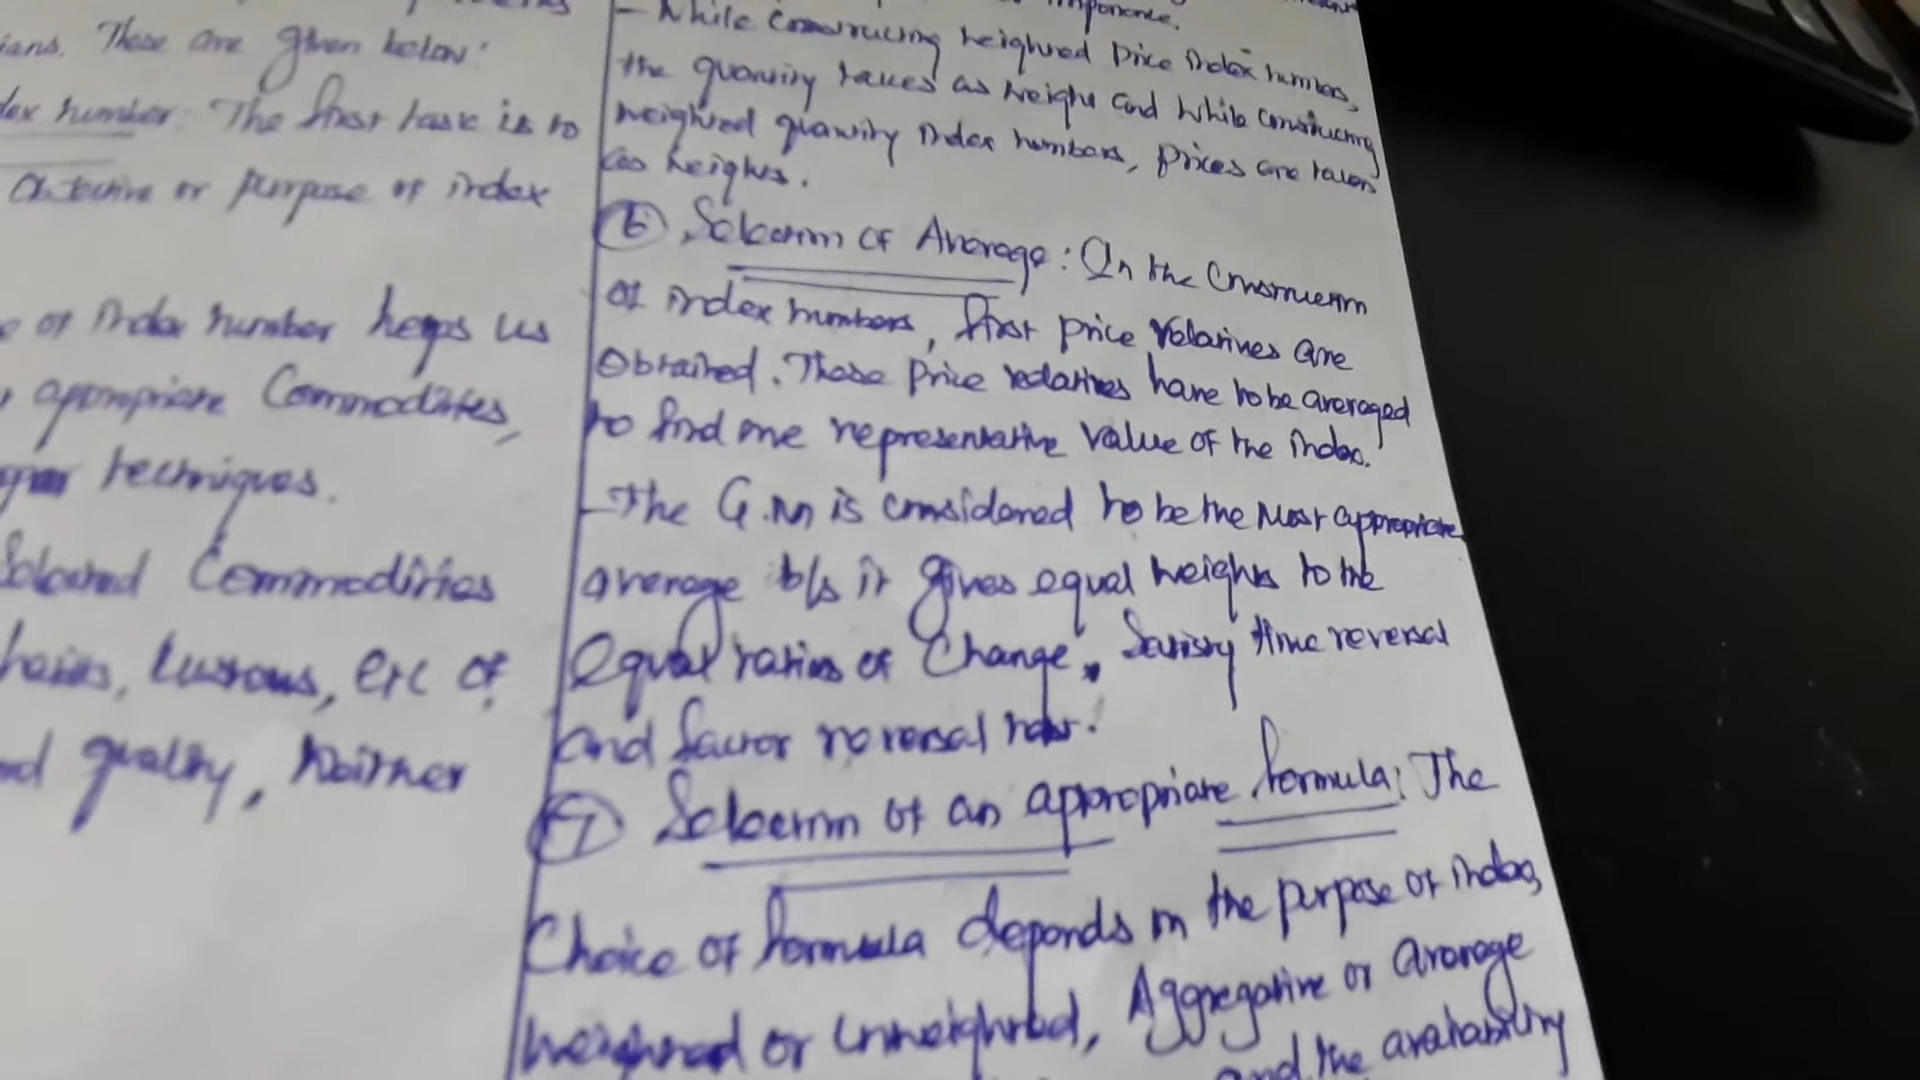 ians. These are given below:
dex number: The first task is to
Objective or purpose of index
of index number helps us
appropriate Commodities,
techniques.
Selected Commodities
hairs, customs, etc of
quality, Neither
importance.
- While constructing weighted Price index numbers,
the quantity takes as weight and while constructing
weighted quantity index numbers, prices are taken
as weights.
6 Selection of Average: In the Construction
of index numbers, first price relatives are
obtained. These Price relatives have to be averaged
to find one representative value of the index.
- The G.M is considered to be the most appropriate
average b/s it gives equal weights to the
equal ratios of Change. Satisfy time reversal
and factor reversal test.
7 Selection of an appropriate formula: The
Choice of formula depends on the purpose of index,
weighted or unweighted, Aggregative or average
and the availability